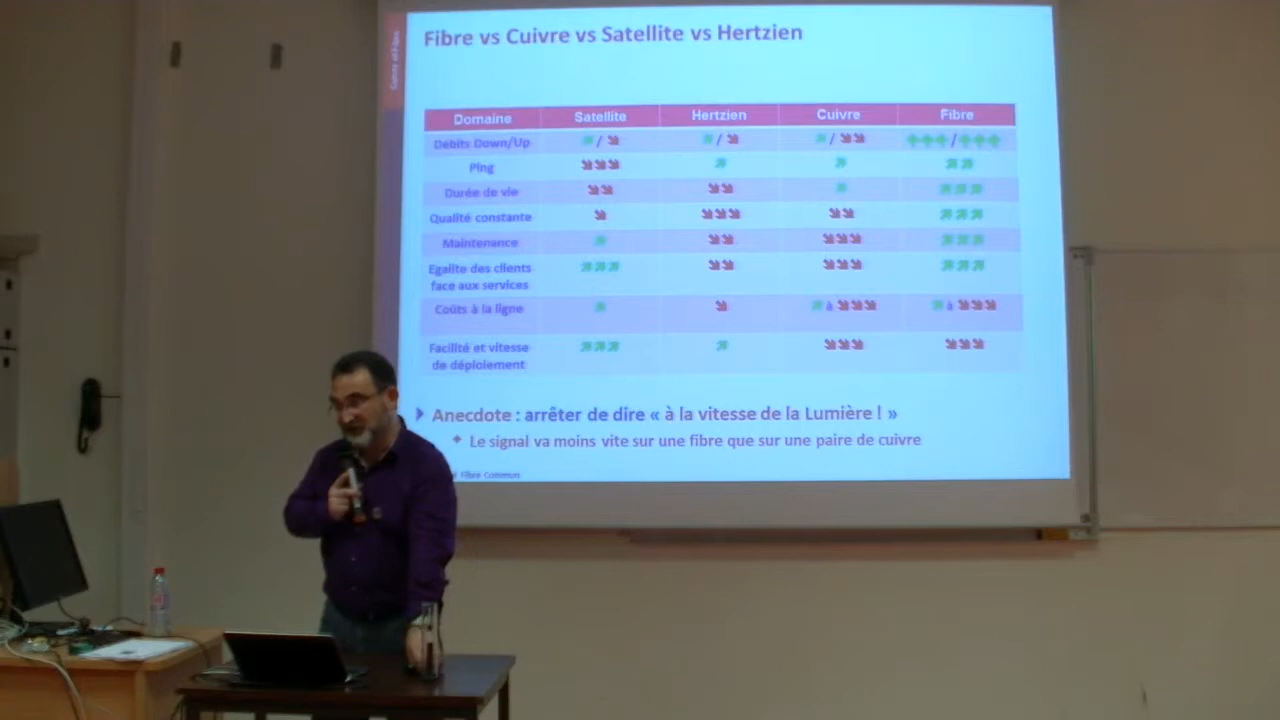 Fibre vs Cuivre vs Satellite vs Hertzien
Domaine Satellite Hertzien Cuivre Fibre
Débits Down/Up / / / /
Ping
Durée de vie
Qualité constante
Maintenance
Egalite des clients
face aux services
Coûts à la ligne à à
Facilité et vitesse
de déploiement
Anecdote : arrêter de dire « à la vitesse de la Lumière ! »
Le signal va moins vite sur une fibre que sur une paire de cuivre
Fibre Commun